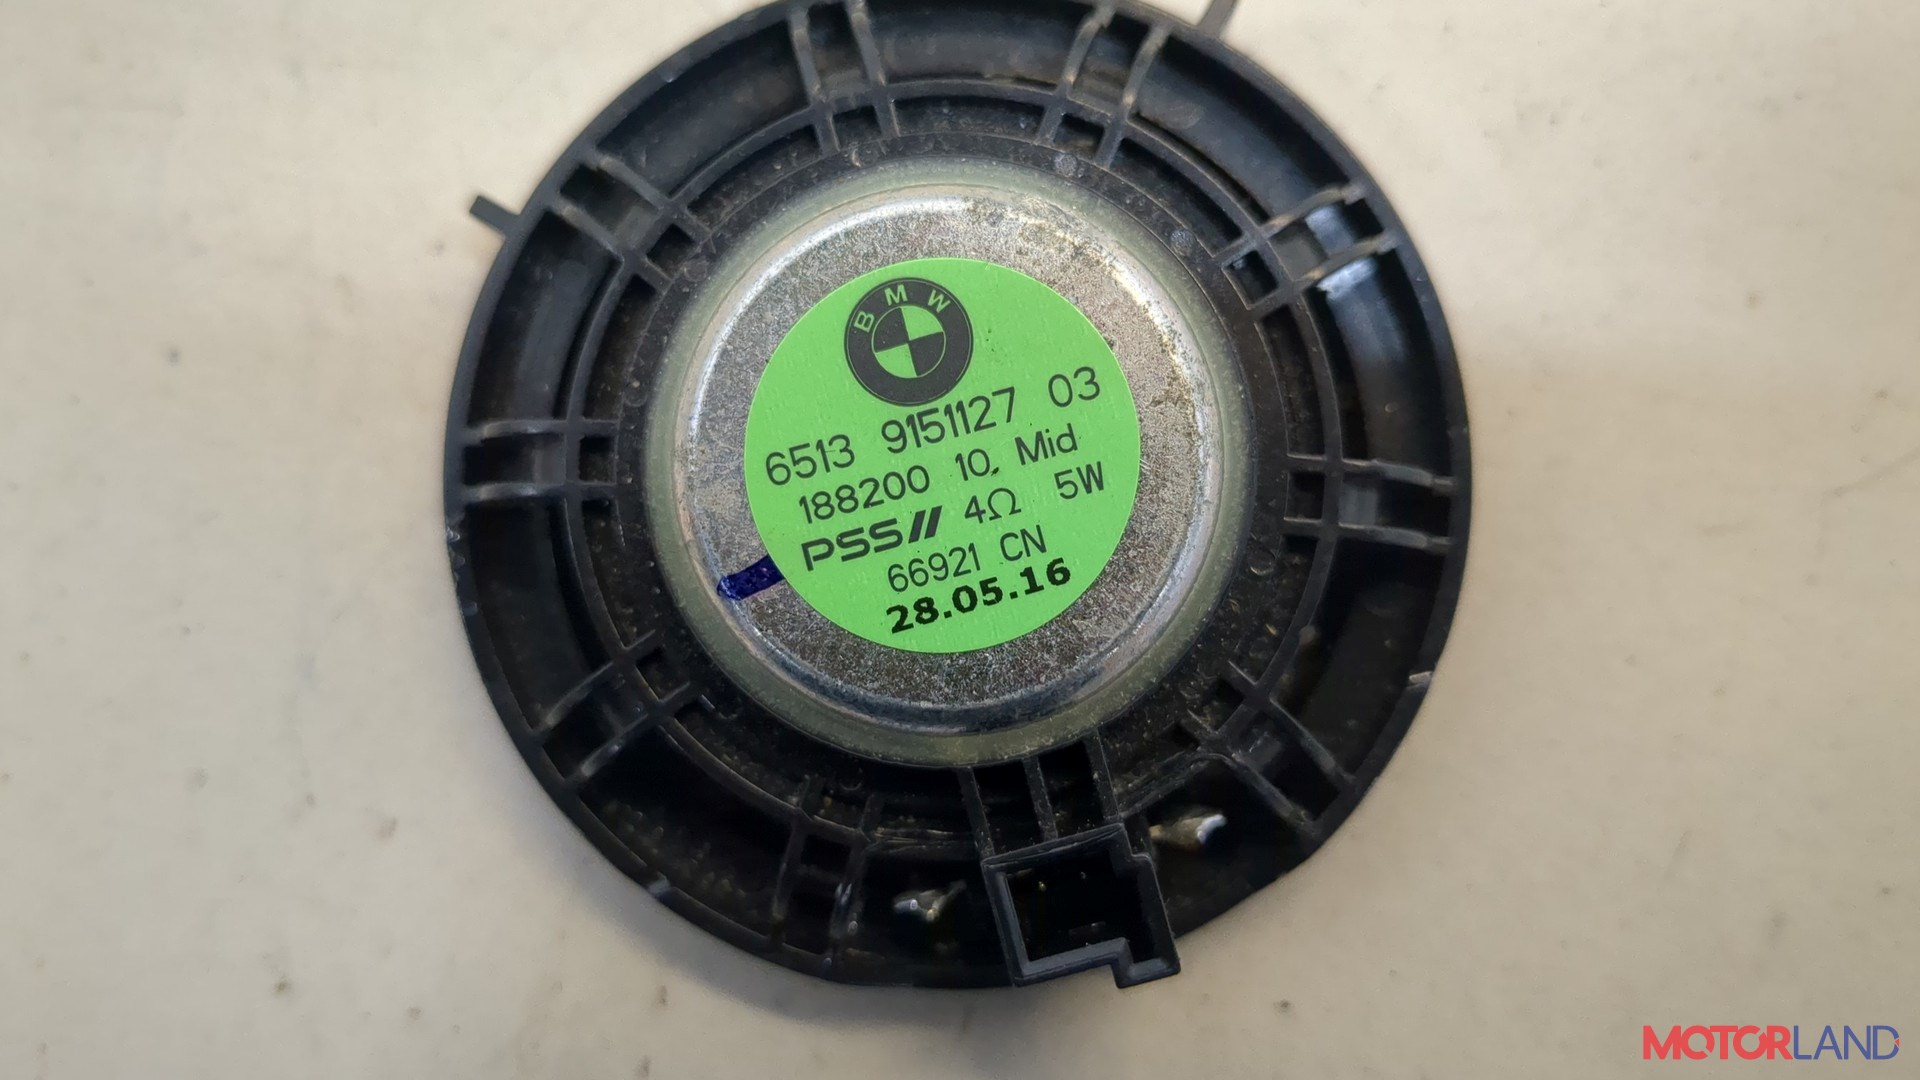 BMW
6513 9151127 03
188200 10. Mid
PSS// 4Ω 5W
66921 CN
28.05.16
MOTORLAND